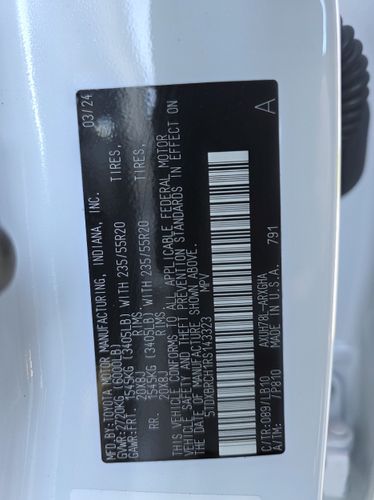 MFD.BY:TOYOTA MOTOR MANUFACTURING, INDIANA, INC. 03/24
GVWR:2720KG (6000LB)
GAWR:FRT. 1545KG (3405LB) WITH 235/55R20 TIRES,
20X8J RIMS,
RR. 1545KG (3405LB) WITH 235/55R20 TIRES,
20X8J RIMS.
THIS VEHICLE CONFORMS TO ALL APPLICABLE FEDERAL MOTOR
VEHICLE SAFETY AND THEFT PREVENTION STANDARDS IN EFFECT ON
THE DATE OF MANUFACTURE SHOWN ABOVE.
MPV A
C/TR:089/LB10 AXUH78L-ARXGHA 791
A/TM: /P810 MADE IN U.S.A.